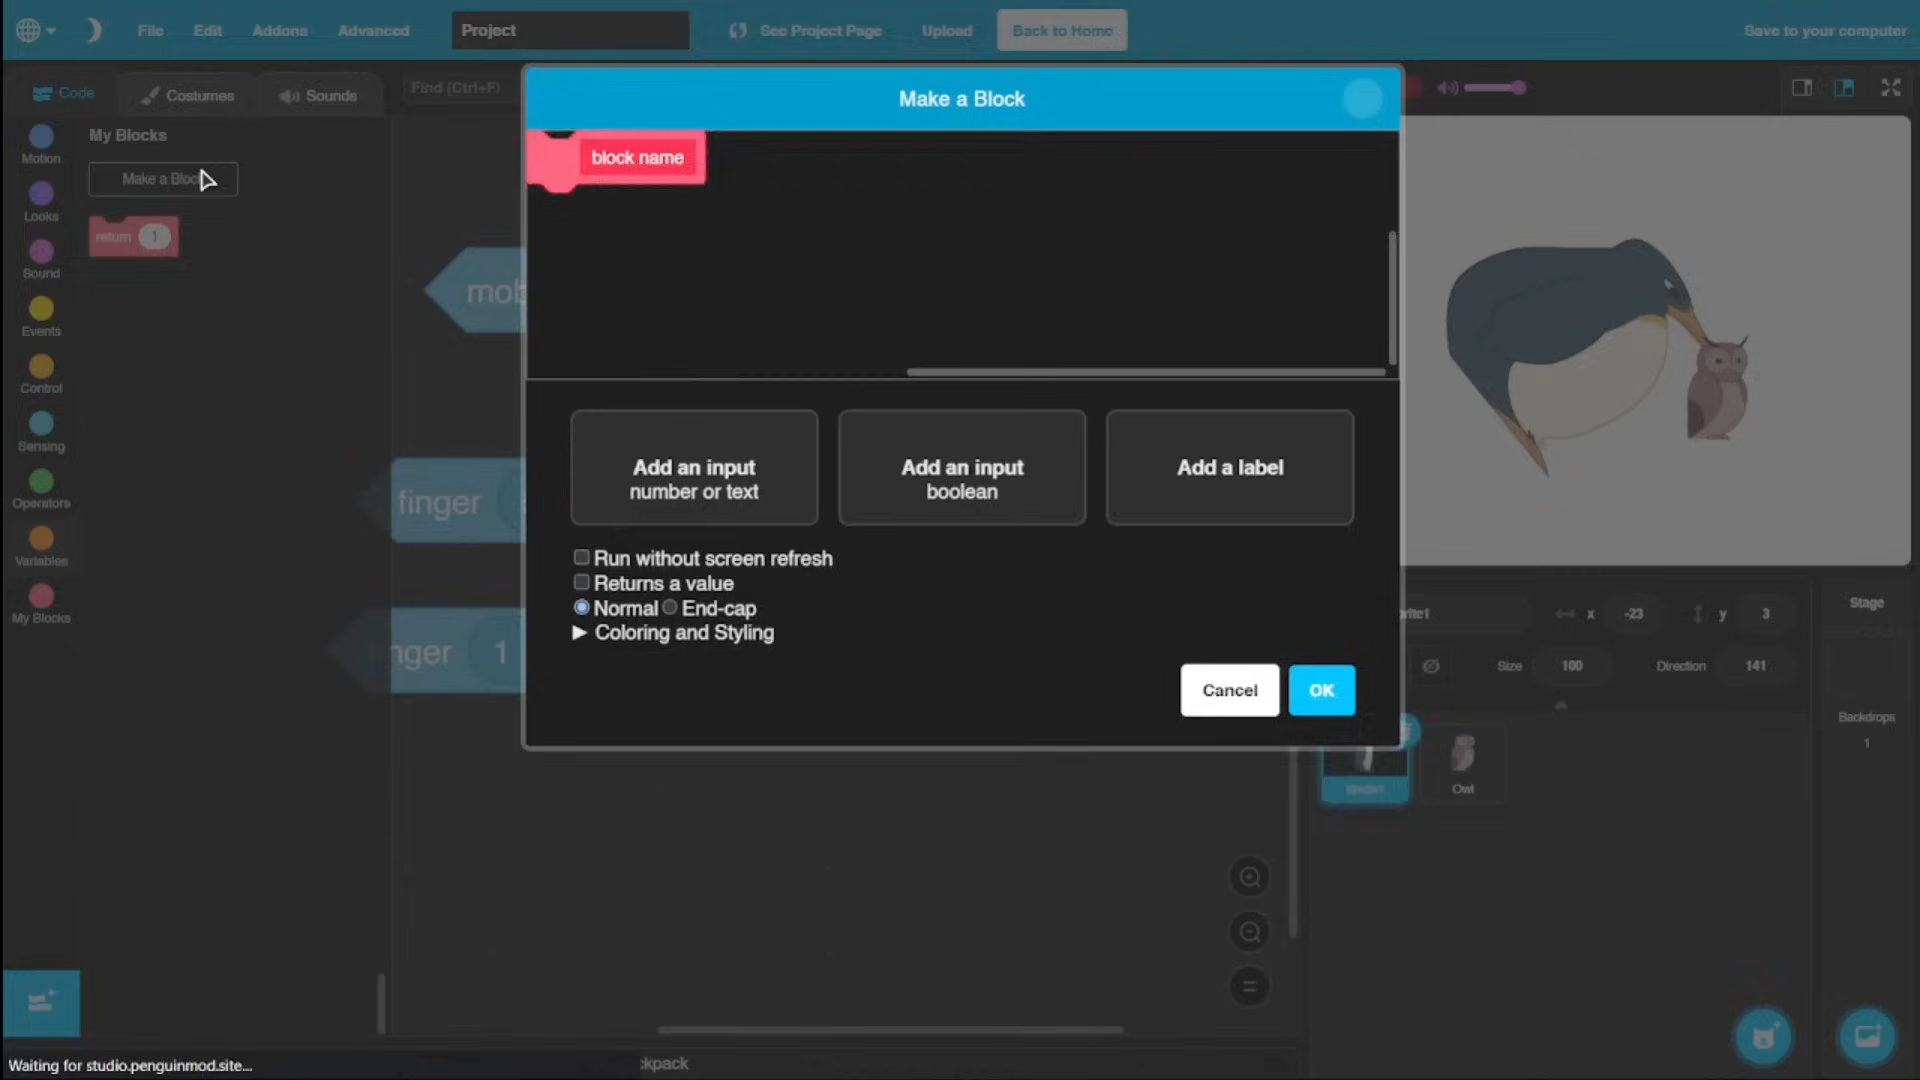 File Edit Addons Advanced Project See Project Page Upload Back to Home Save to your computer
Code Costumes Sounds Find (Ctrl+F)
Make a Block
My Blocks
Make a Bloc
return 1
Motion
Looks
Sound
Events
Control
Sensing
Operators
Variables
My Blocks
mob
finger
nger 1
block name
Add an input
number or text
Add an input
boolean
Add a label
Run without screen refresh
Returns a value
Normal End-cap
Coloring and Styling
Cancel OK
rite1 x -23 y 3
Size 100 Direction 141
Owl
Stage
Backdrops
1
kpack
Waiting for studio.penguinmod.site...